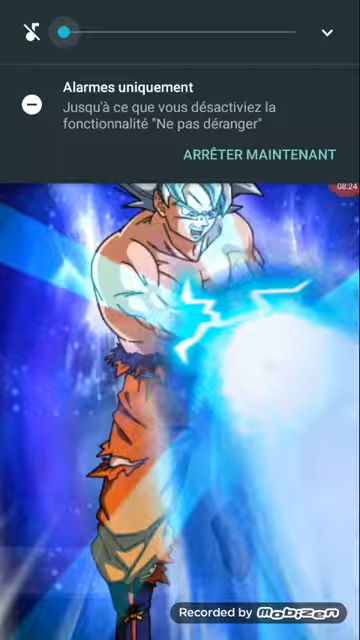 Alarmes uniquement
Jusqu'à ce que vous désactiviez la
fonctionnalité "Ne pas déranger"
ARRÊTER MAINTENANT
08:24
Recorded by Mobizen